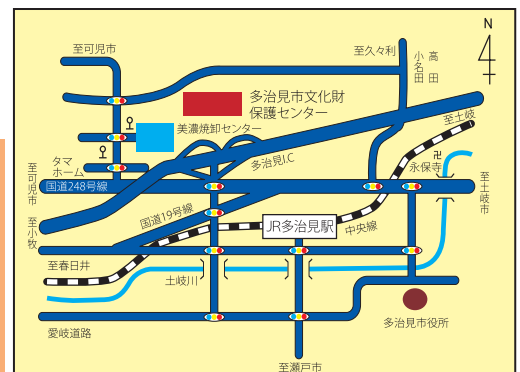 N
至可児市
至久々利
高田
小名田
多治見市文化財
保護センター
美濃焼卸センター
至土岐
卍
永保寺
タマ
ホーム
多治見I.C
至可児市
国道248号線
至土岐市
至小牧
国道19号線
JR多治見駅
中央線
至春日井
土岐川
愛岐道路
多治見市役所
至瀬戸市